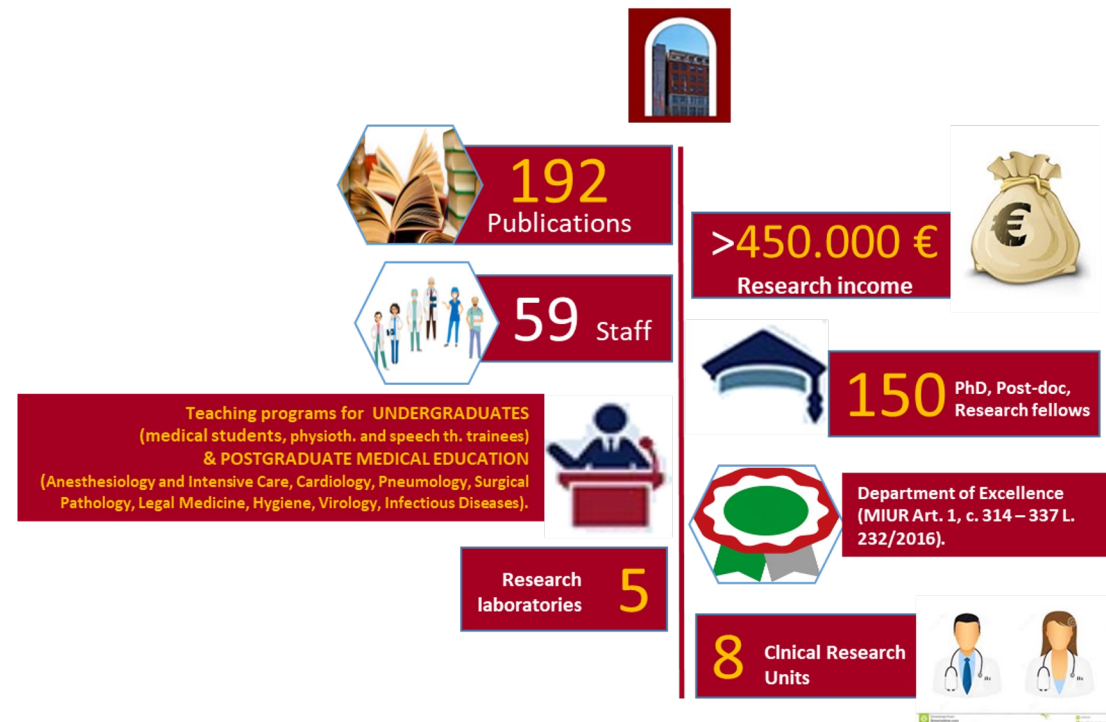 192
Publications
>450.000 €
Research income
59 Staff
150 PhD, Post-doc,
Research fellows
Teaching programs for UNDERGRADUATES
(medical students, physioth. and speech th. trainees)
& POSTGRADUATE MEDICAL EDUCATION
(Anesthesiology and Intensive Care, Cardiology, Pneumology, Surgical
Pathology, Legal Medicine, Hygiene, Virology, Infectious Diseases).
Department of Excellence
(MIUR Art. 1, c. 314 – 337 L.
232/2016).
Research
laboratories 5
8 Clnical Research
Units